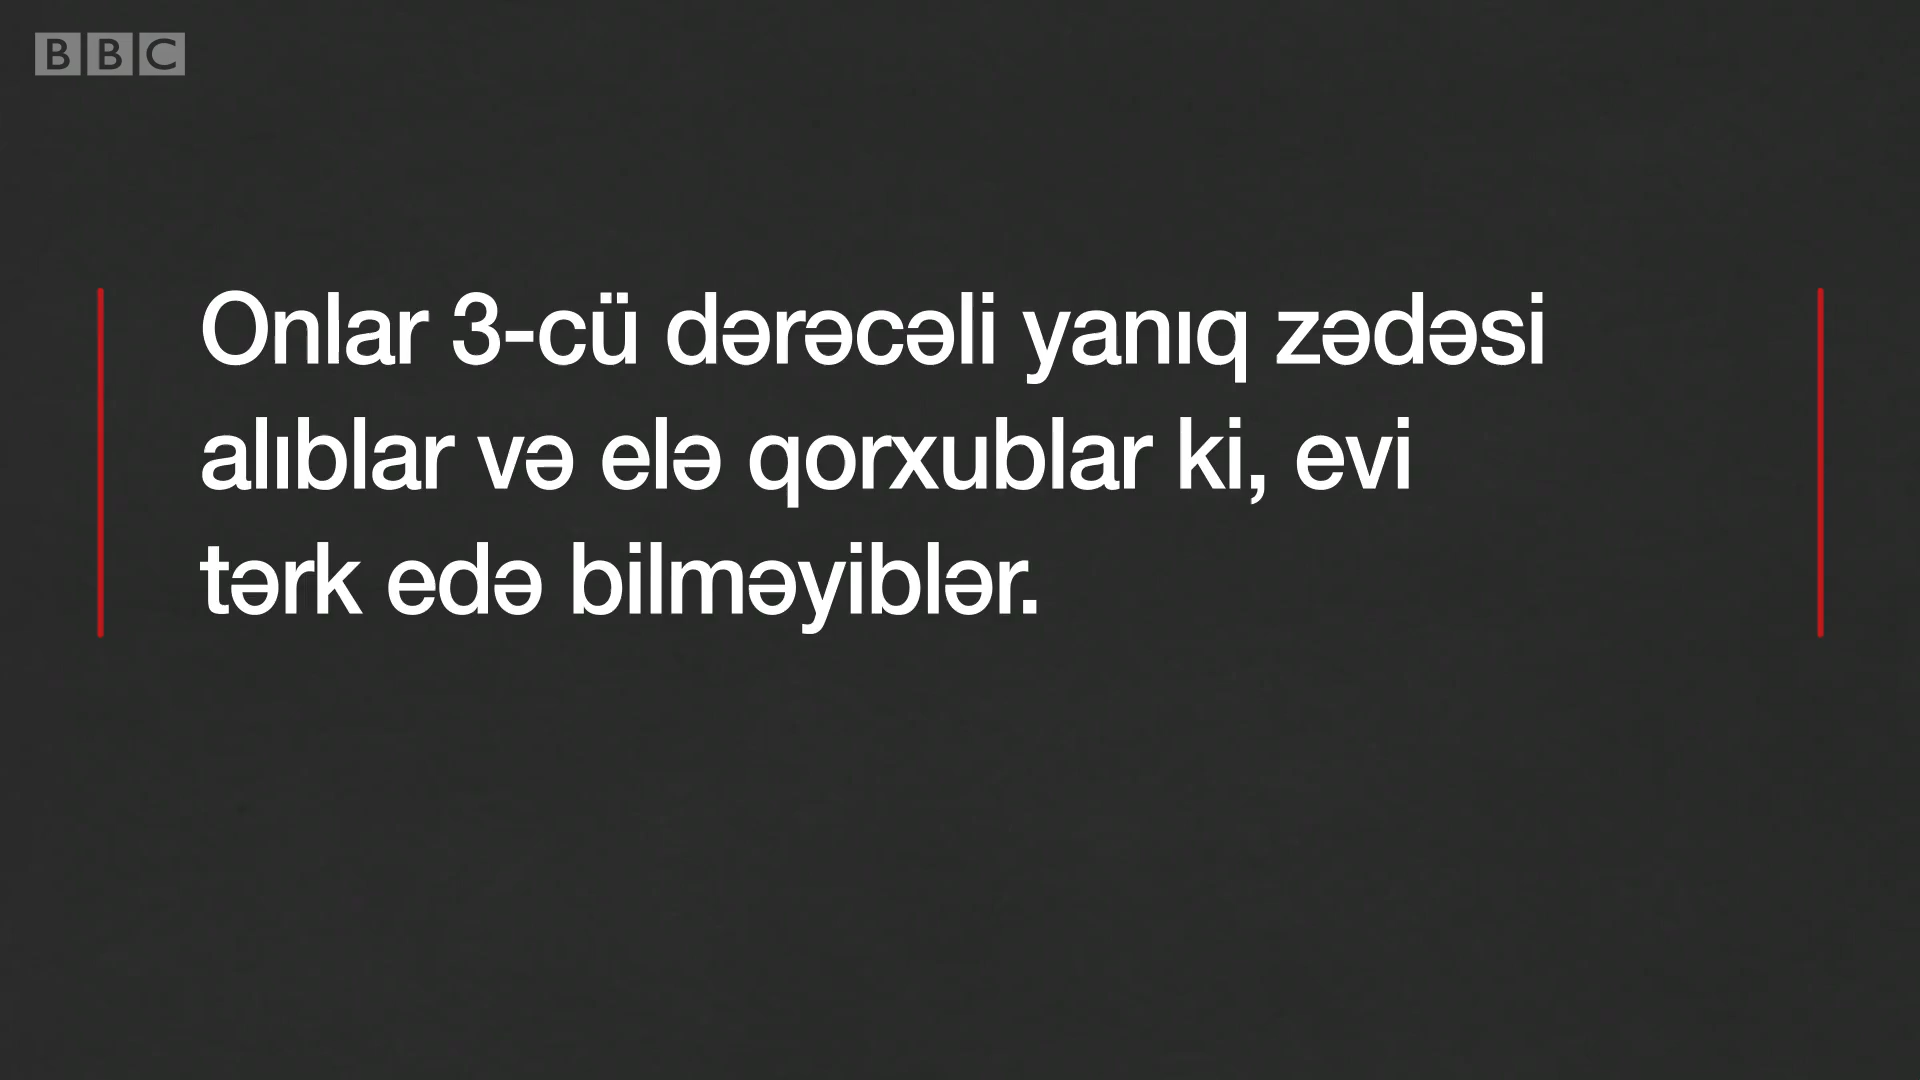 BBC
Onlar 3-cü dərəcəli yanıq zədəsi
alıblar və elə qorxublar ki, evi
tərk edə bilməyiblər.